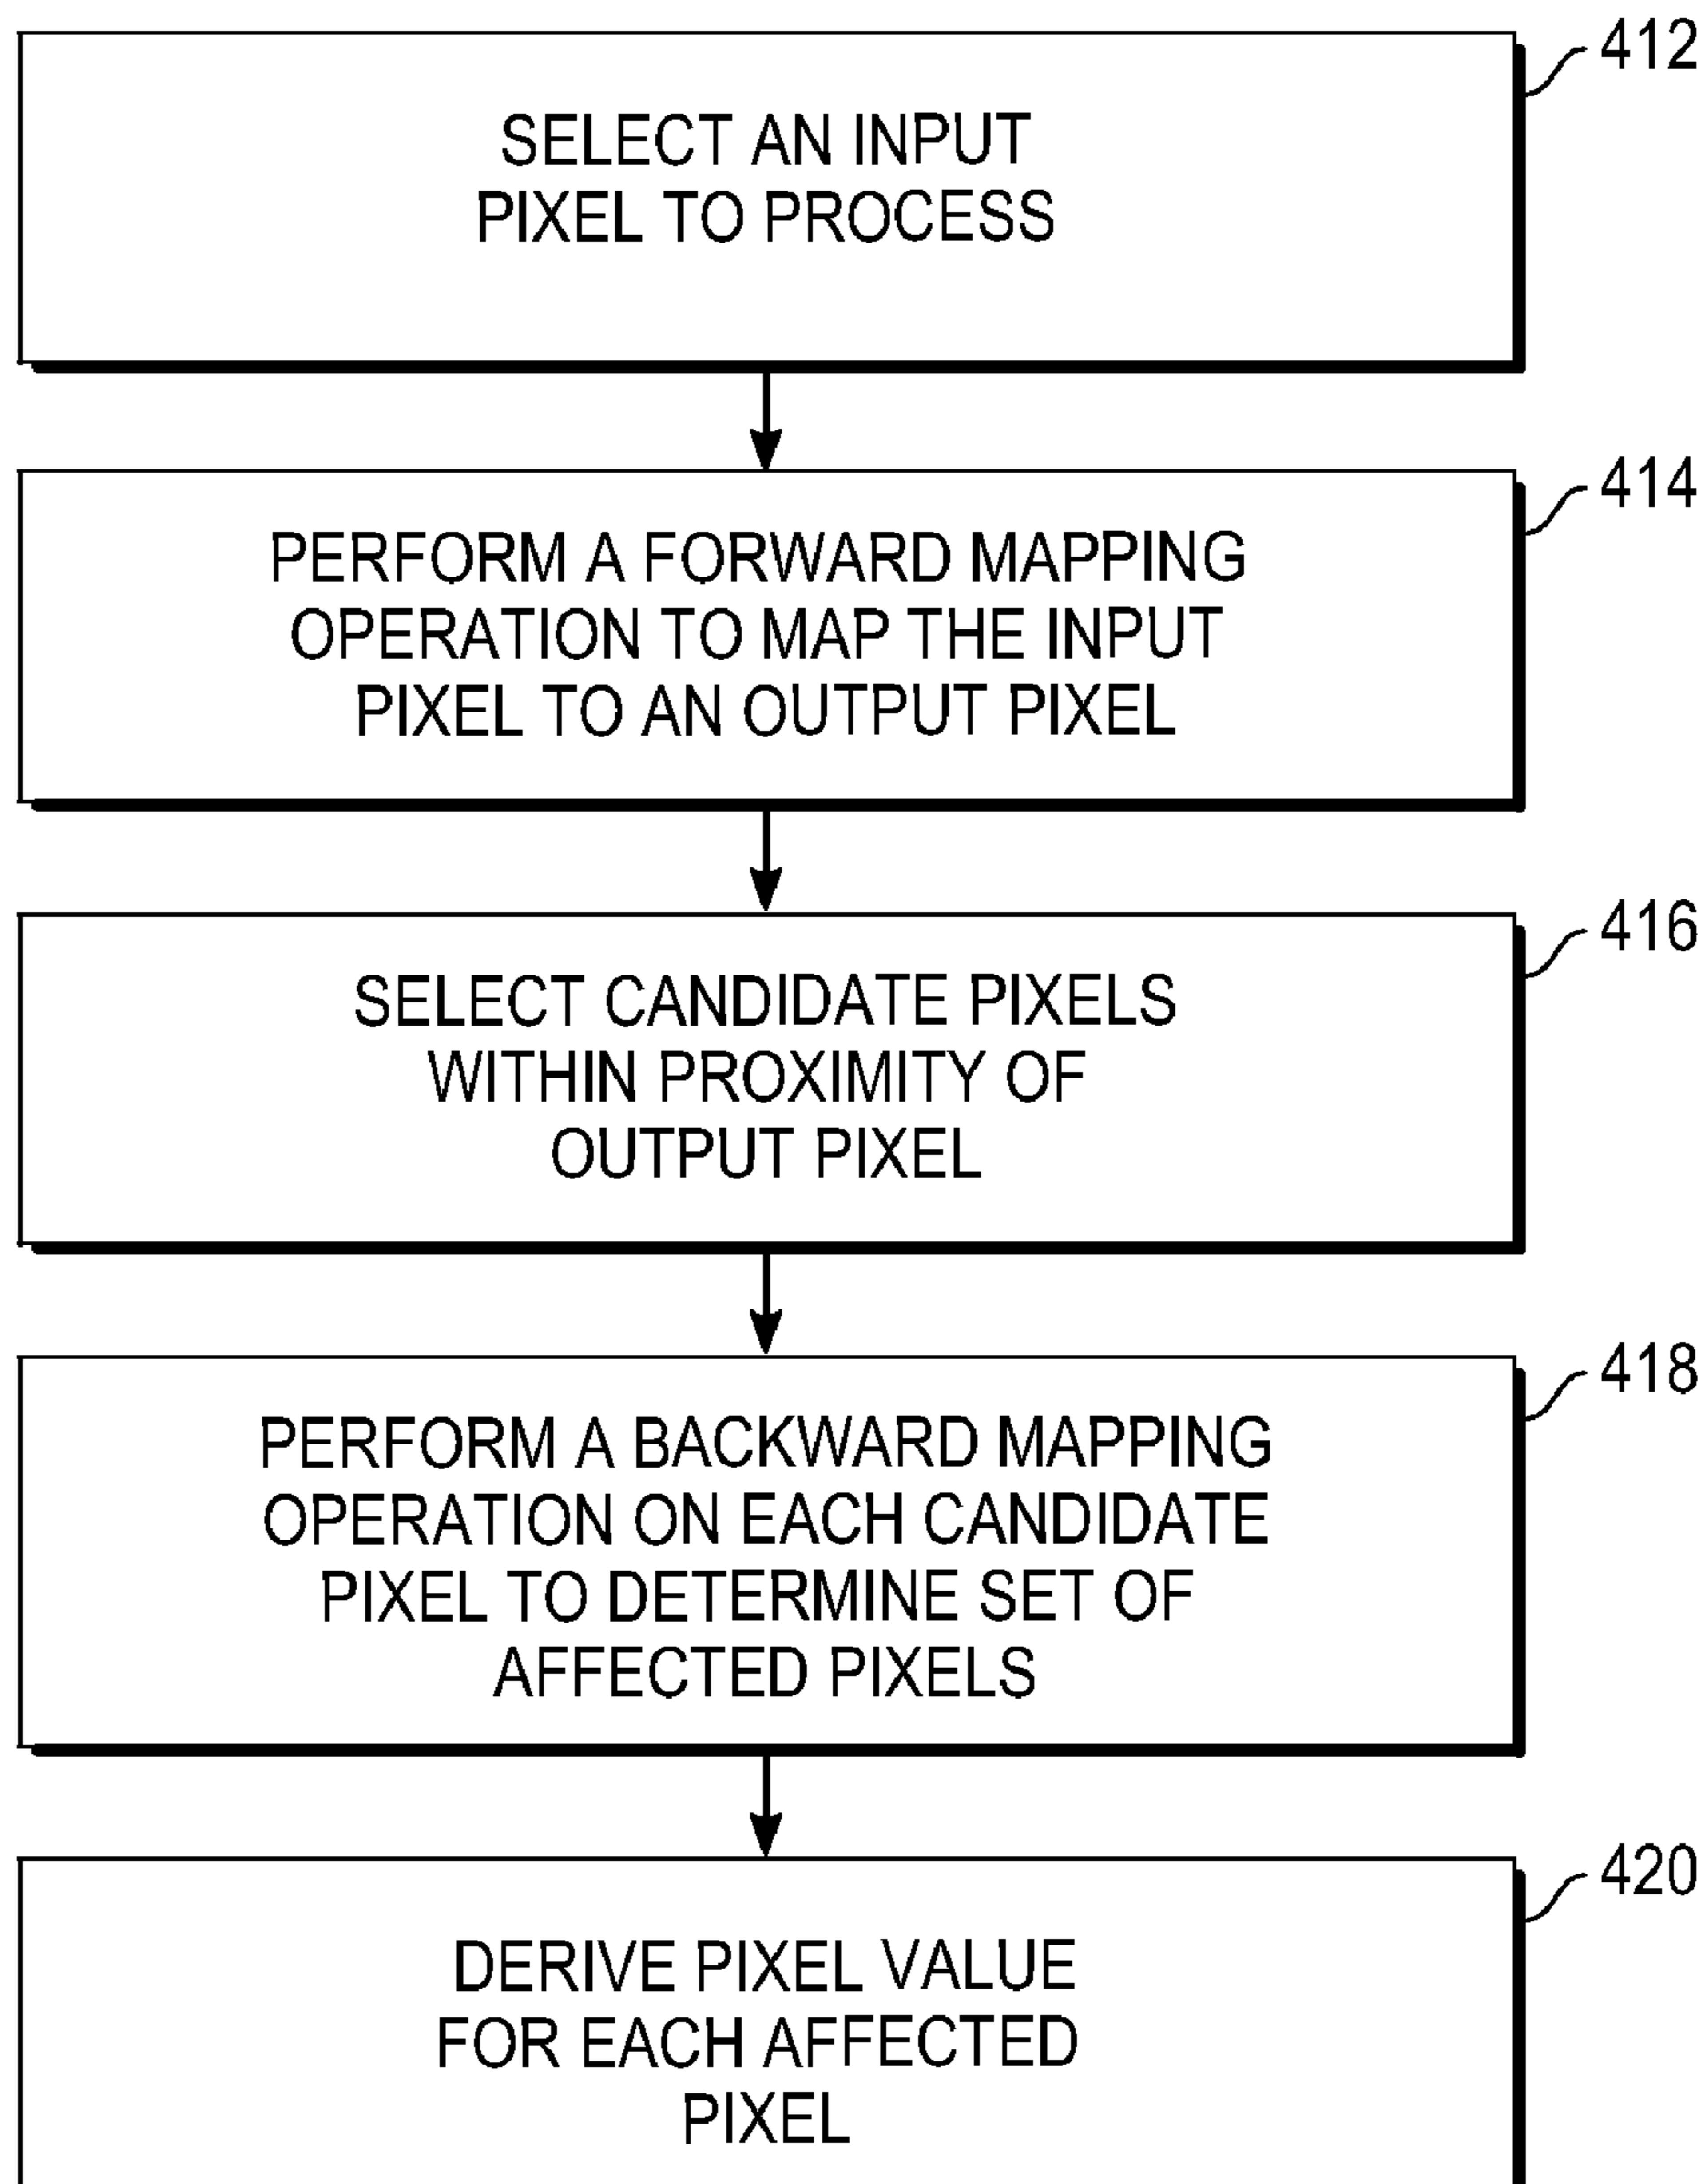 412
SELECT AN INPUT
PIXEL TO PROCESS
414
PERFORM A FORWARD MAPPING
OPERATION TO MAP THE INPUT
PIXEL TO AN OUTPUT PIXEL
416
SELECT CANDIDATE PIXELS
WITHIN PROXIMITY OF
OUTPUT PIXEL
418
PERFORM A BACKWARD MAPPING
OPERATION ON EACH CANDIDATE
PIXEL TO DETERMINE SET OF
AFFECTED PIXELS
420
DERIVE PIXEL VALUE
FOR EACH AFFECTED
PIXEL